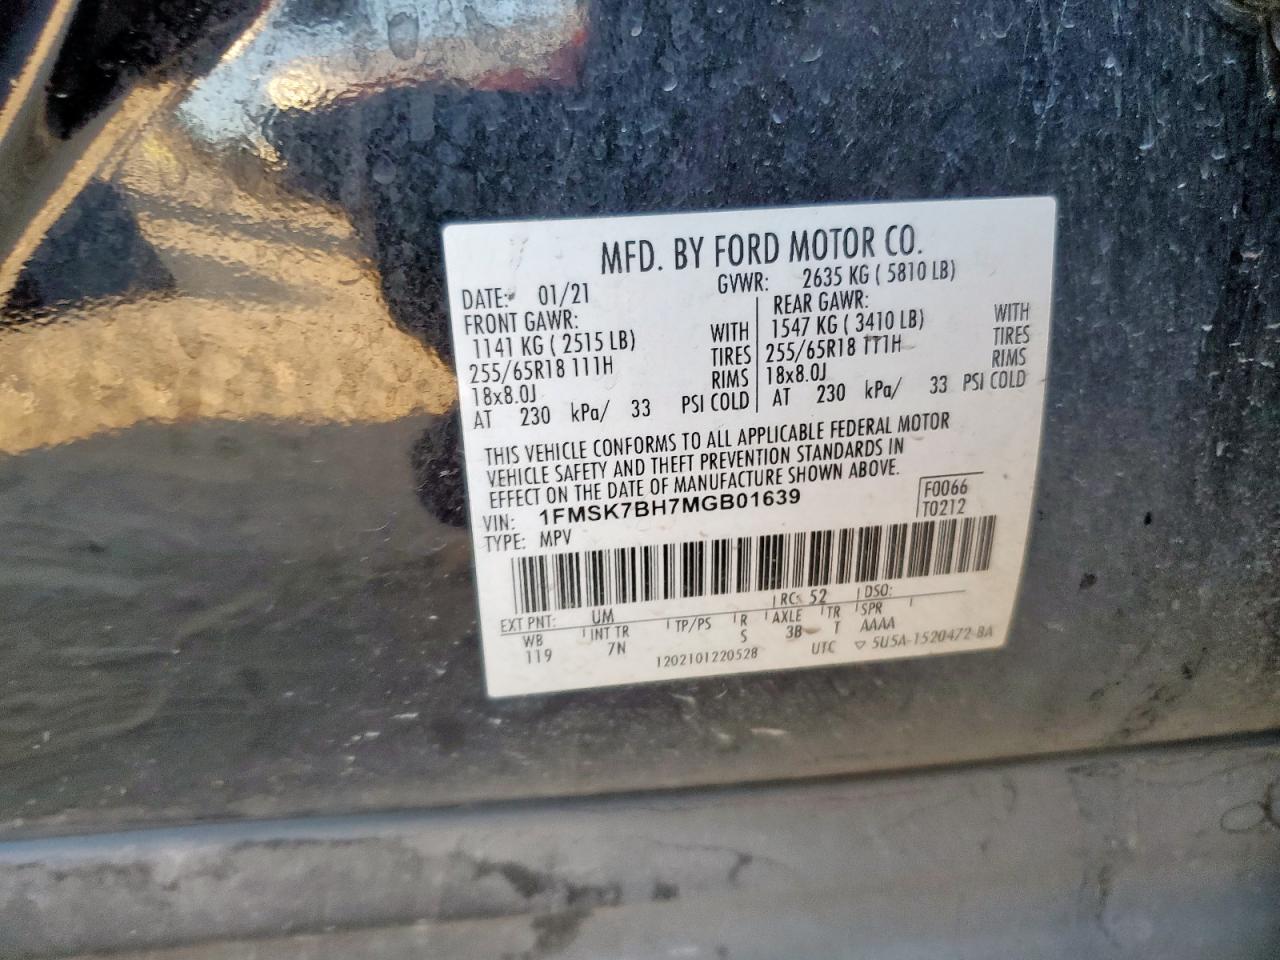 MFD. BY FORD MOTOR CO.
DATE: 01/21 GVWR: 2635 KG ( 5810 LB)
FRONT GAWR: REAR GAWR:
1141 KG ( 2515 LB) WITH 1547 KG ( 3410 LB) WITH
255/65R18 111H TIRES 255/65R18 111H TIRES
18x8.0J RIMS 18x8.0J RIMS
AT 230 kPa/ 33 PSI COLD AT 230 kPa/ 33 PSI COLD
THIS VEHICLE CONFORMS TO ALL APPLICABLE FEDERAL MOTOR
VEHICLE SAFETY AND THEFT PREVENTION STANDARDS IN
EFFECT ON THE DATE OF MANUFACTURE SHOWN ABOVE.
VIN: 1FMSK7BH7MGB01639
TYPE: MPV
F0066
T0212
EXT PNT: UM RC: 52 DSO:
WB INT TR TP/PS R AXLE TR SPR
119 7N S 3B T AAAA
1202101220528 UTC ▽ 5U5A-1520472-BA